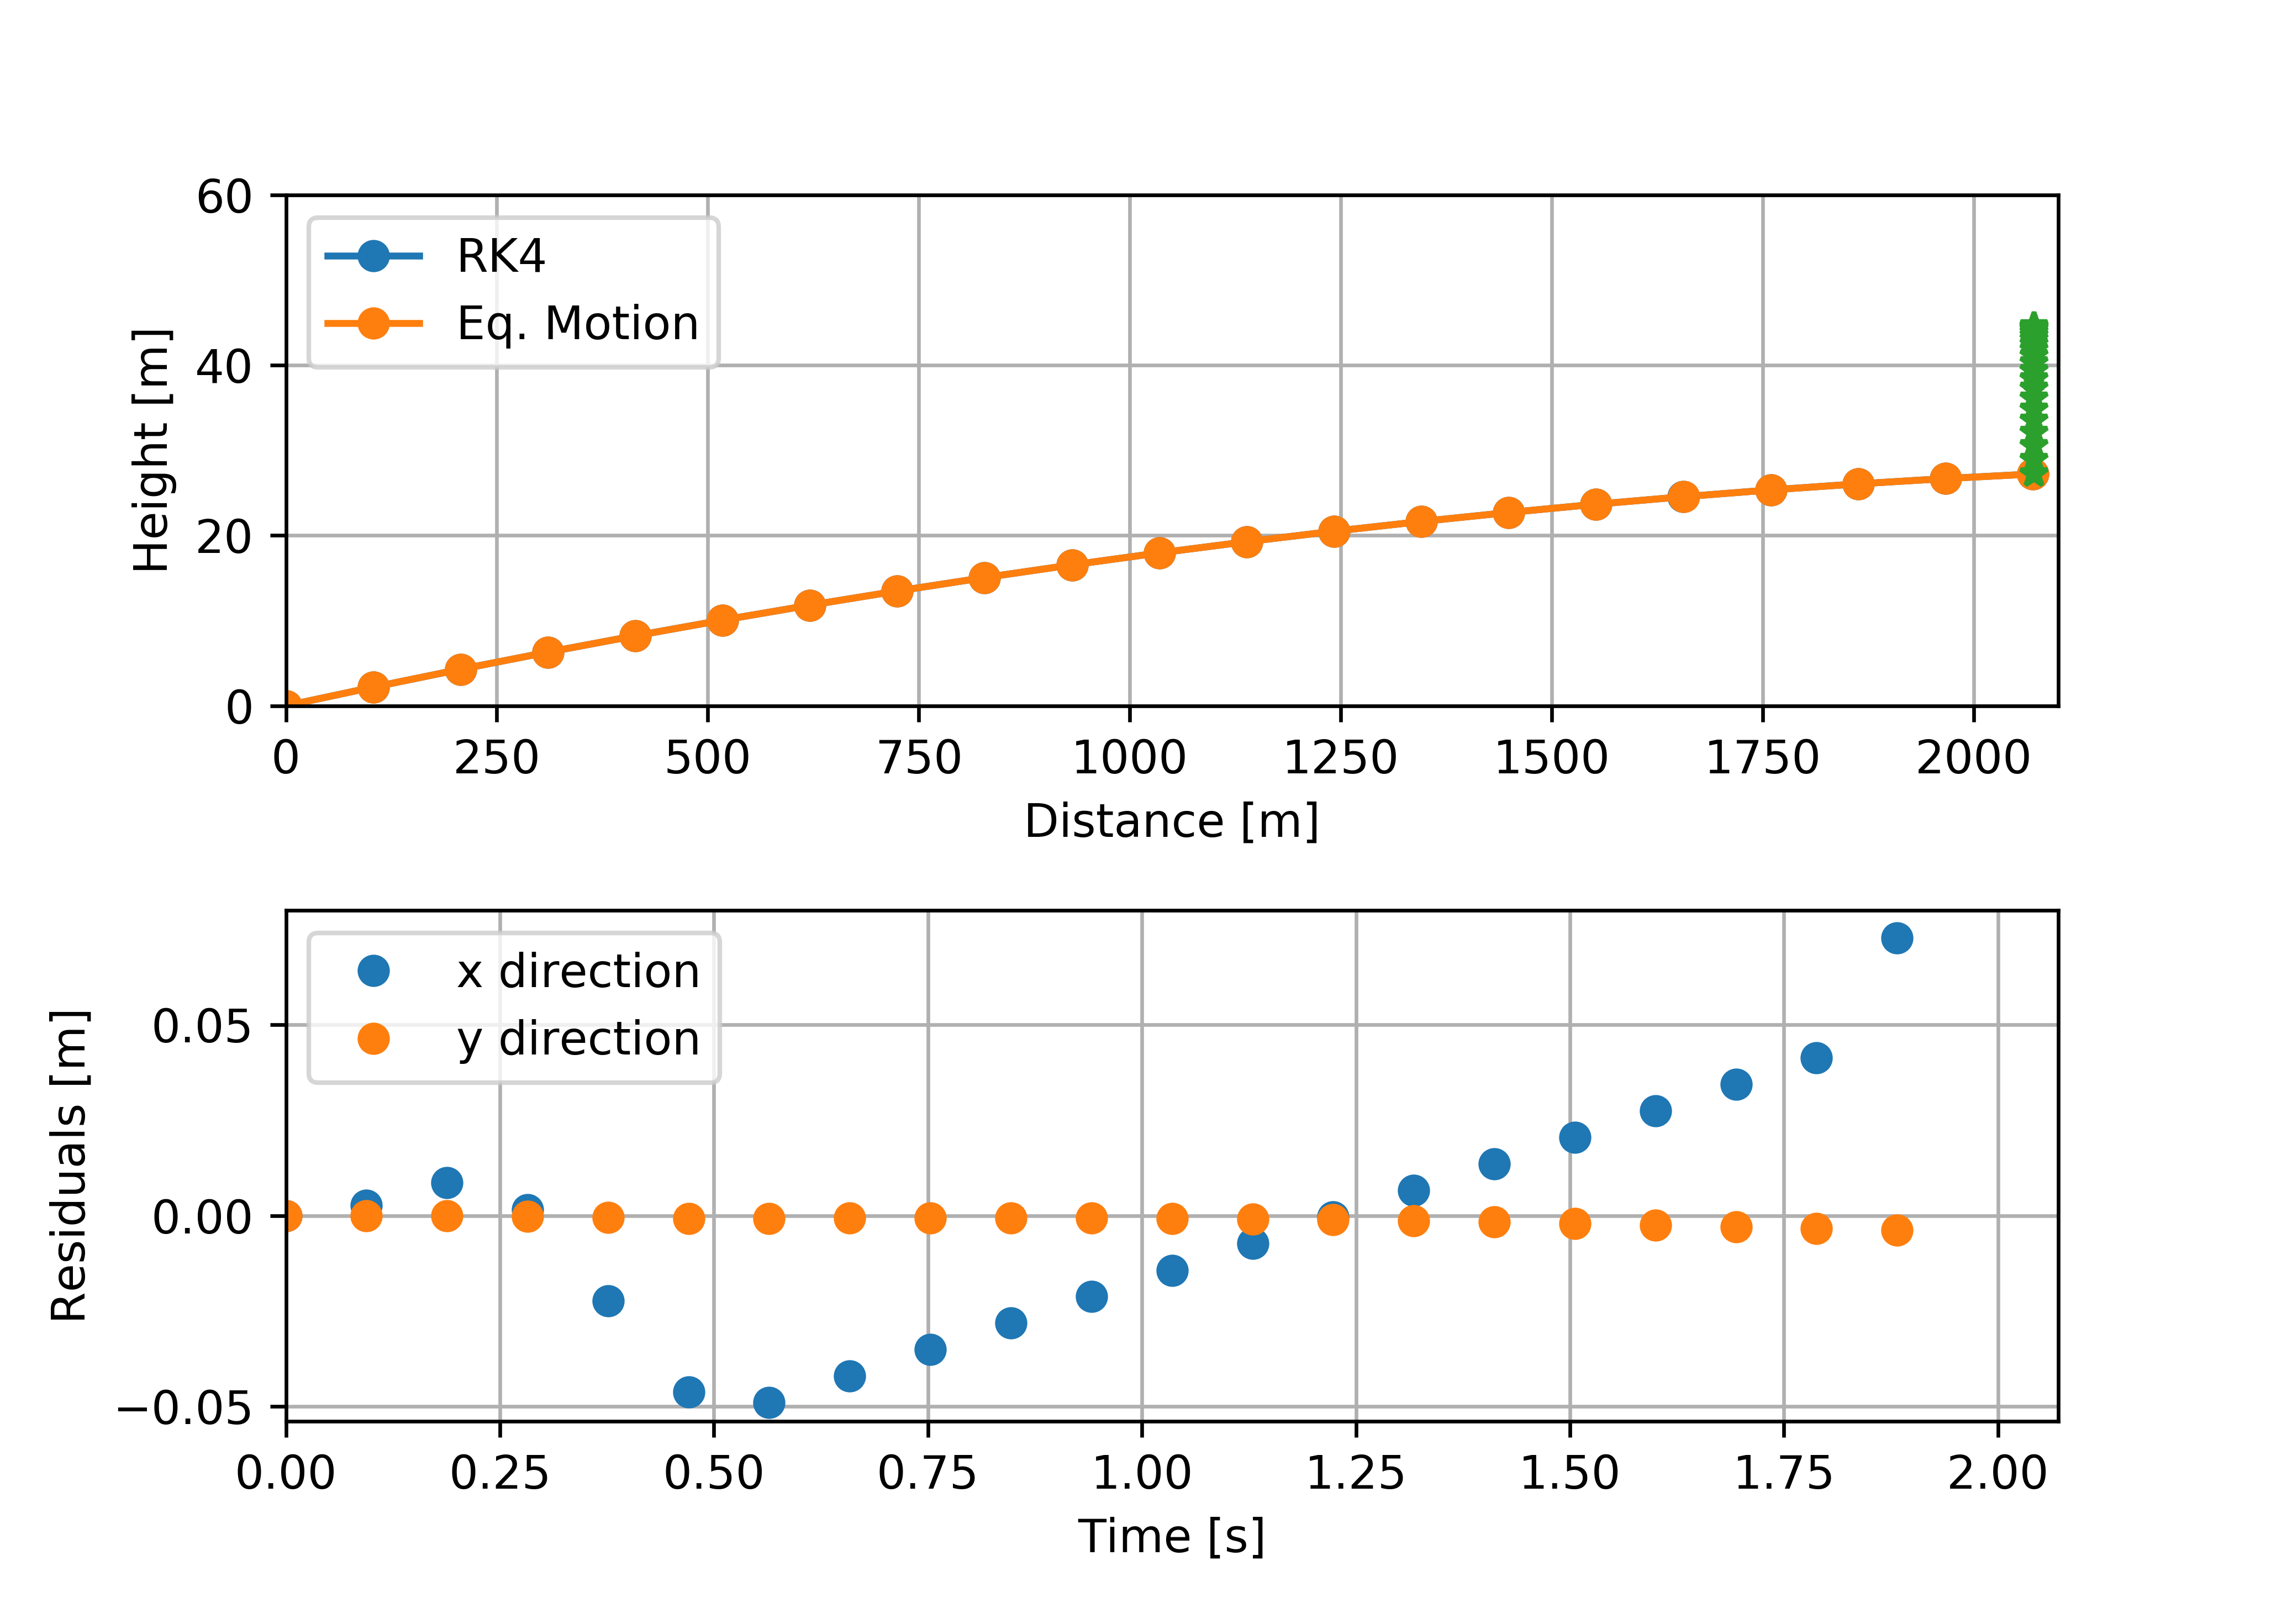 60
40
20
0
Height [m]
RK4
Eq. Motion
0 250 500 750 1000 1250 1500 1750 2000
Distance [m]
0.05
0.00
−0.05
Residuals [m]
x direction
y direction
0.00 0.25 0.50 0.75 1.00 1.25 1.50 1.75 2.00
Time [s]